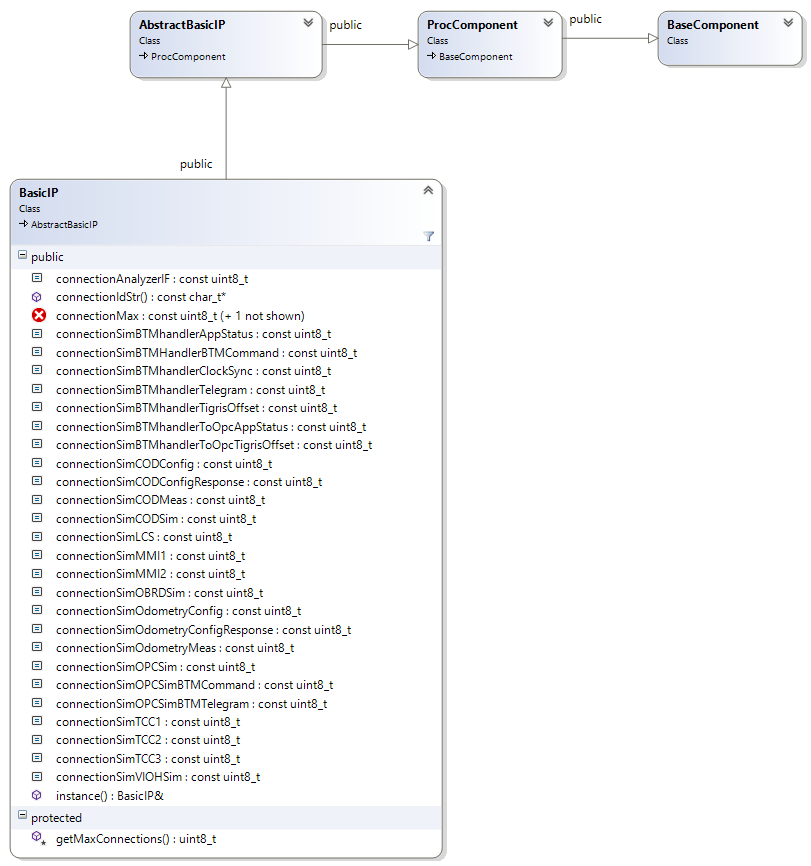 AbstractBasicIP
Class
ProcComponent
public
ProcComponent
Class
BaseComponent
public
BaseComponent
Class
public
BasicIP
Class
AbstractBasicIP
public
connectionAnalyzerIF : const uint8_t
connectionIdStr() : const char_t*
connectionMax : const uint8_t (+ 1 not shown)
connectionSimBTMhandlerAppStatus : const uint8_t
connectionSimBTMHandlerBTMCommand : const uint8_t
connectionSimBTMhandlerClockSync : const uint8_t
connectionSimBTMhandlerTelegram : const uint8_t
connectionSimBTMhandlerTigrisOffset : const uint8_t
connectionSimBTMhandlerToOpcAppStatus : const uint8_t
connectionSimBTMhandlerToOpcTigrisOffset : const uint8_t
connectionSimCODConfig : const uint8_t
connectionSimCODConfigResponse : const uint8_t
connectionSimCODMeas : const uint8_t
connectionSimCODSim : const uint8_t
connectionSimLCS : const uint8_t
connectionSimMMI1 : const uint8_t
connectionSimMMI2 : const uint8_t
connectionSimOBRDSim : const uint8_t
connectionSimOdometryConfig : const uint8_t
connectionSimOdometryConfigResponse : const uint8_t
connectionSimOdometryMeas : const uint8_t
connectionSimOPCSim : const uint8_t
connectionSimOPCSimBTMCommand : const uint8_t
connectionSimOPCSimBTMTelegram : const uint8_t
connectionSimTCC1 : const uint8_t
connectionSimTCC2 : const uint8_t
connectionSimTCC3 : const uint8_t
connectionSimVIOHSim : const uint8_t
instance() : BasicIP&
protected
getMaxConnections() : uint8_t